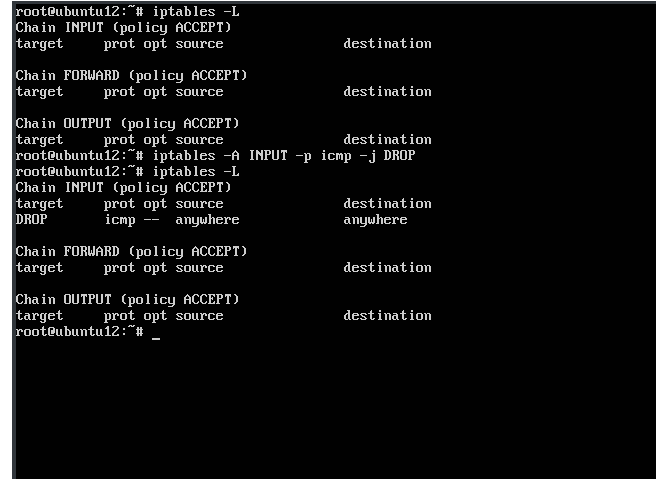 root@ubuntu12:~# iptables -L
Chain INPUT (policy ACCEPT)
target     prot opt source               destination
Chain FORWARD (policy ACCEPT)
target     prot opt source               destination
Chain OUTPUT (policy ACCEPT)
target     prot opt source               destination
root@ubuntu12:~# iptables -A INPUT -p icmp -j DROP
root@ubuntu12:~# iptables -L
Chain INPUT (policy ACCEPT)
target     prot opt source               destination
DROP       icmp --  anywhere             anywhere
Chain FORWARD (policy ACCEPT)
target     prot opt source               destination
Chain OUTPUT (policy ACCEPT)
target     prot opt source               destination
root@ubuntu12:~# _